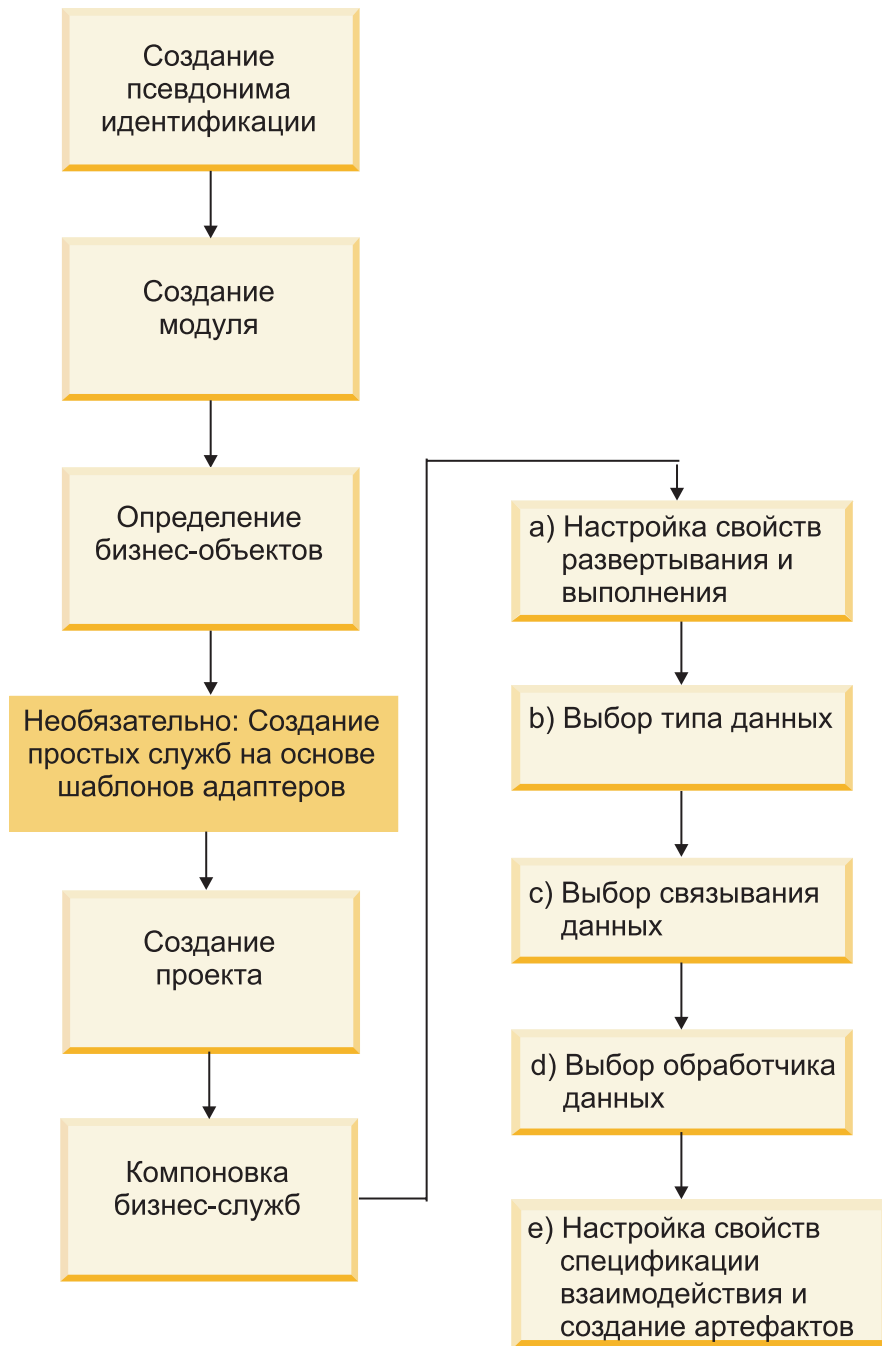 Создание
псевдонима
идентификации
Создание
модуля
Определение
бизнес-объектов
Необязательно: Создание
простых служб на основе
шаблонов адаптеров
Создание
проекта
Компоновка
бизнес-служб
a) Настройка свойств
развертывания и
выполнения
b) Выбор типа данных
c) Выбор связывания
данных
d) Выбор обработчика
данных
e) Настройка свойств
спецификации
взаимодействия и
создание артефактов